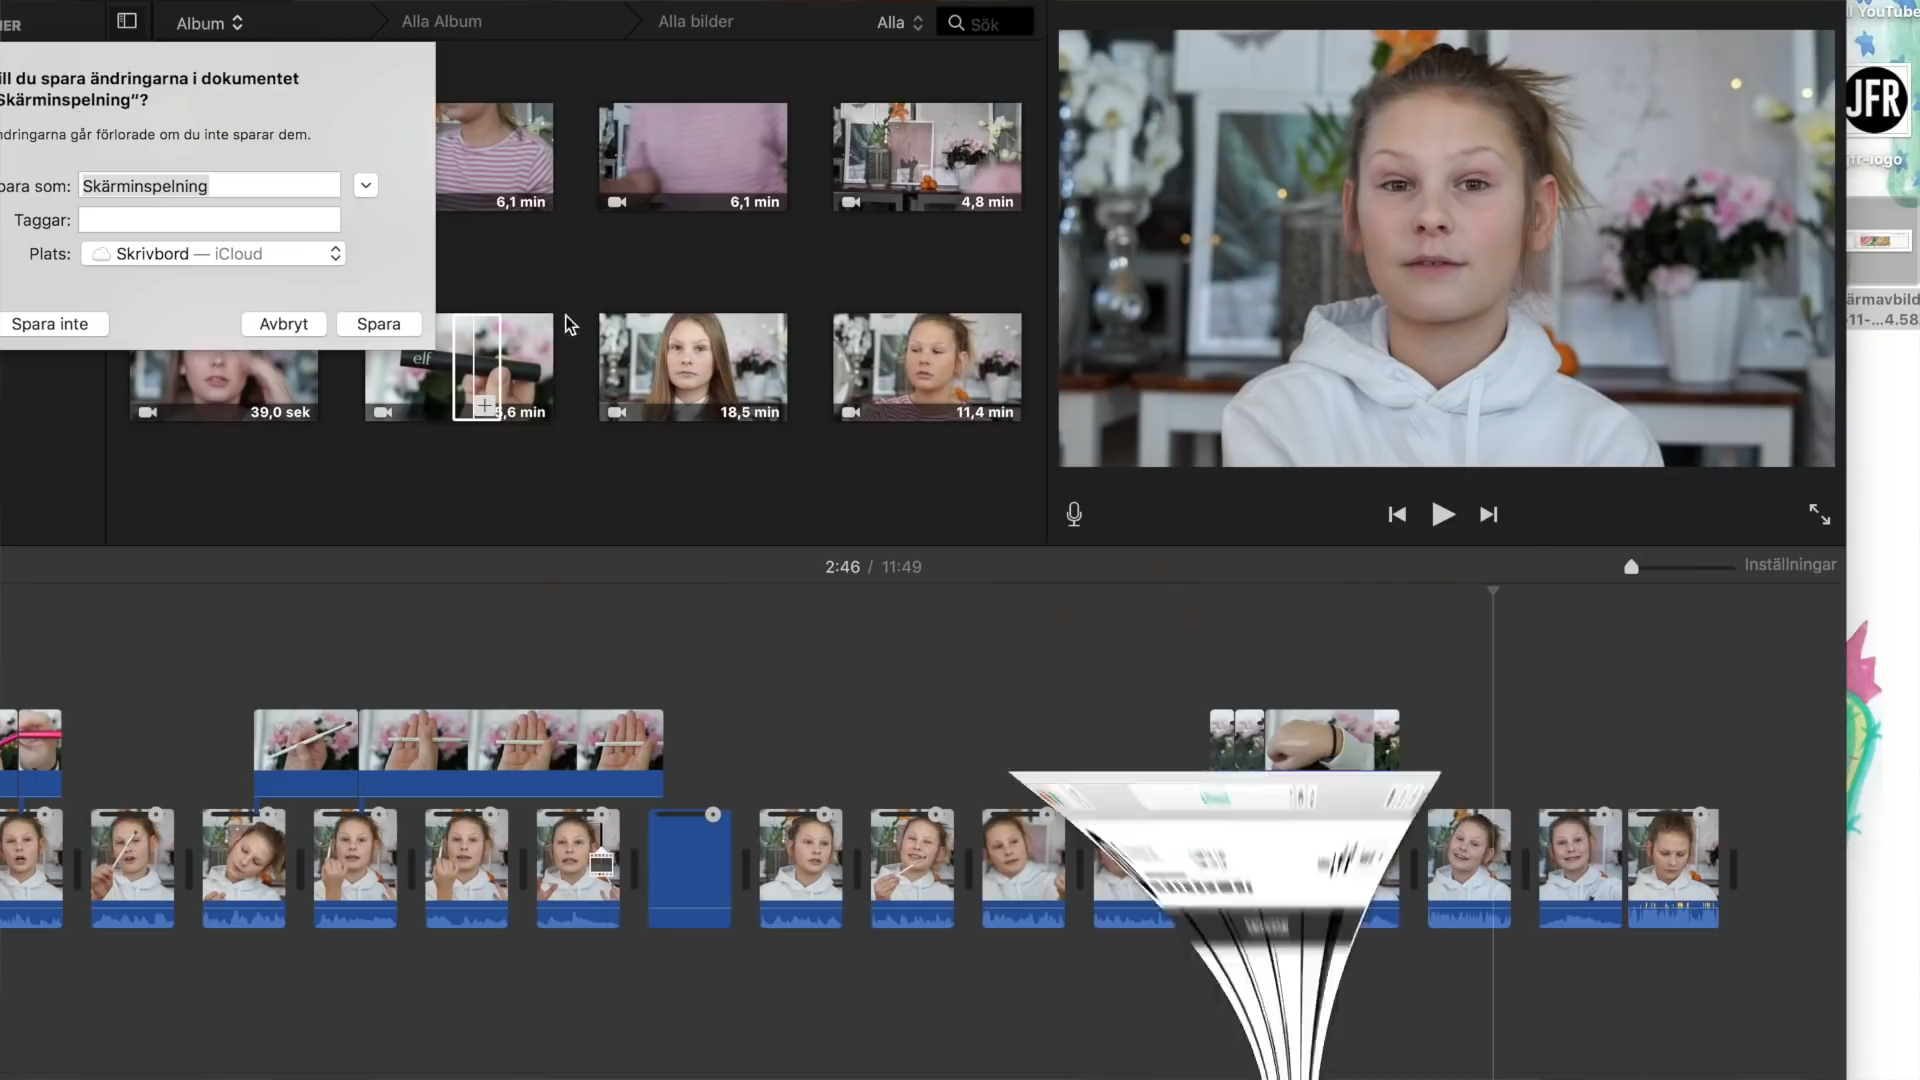 ER
Album
Alla Album
Alla bilder
Alla
Sök
ill du spara ändringarna i dokumentet
Skärminspelning"?
ndringarna går förlorade om du inte sparar dem.
para som: Skärminspelning
Taggar:
Plats: Skrivbord — iCloud
Spara inte
Avbryt
Spara
6,1 min
6,1 min
4,8 min
elf
39,0 sek
5,6 min
18,5 min
11,4 min
2:46 / 11:49
Inställningar
YouTube
JFR
jfr-logo
ärmavbild
-11-...4.58